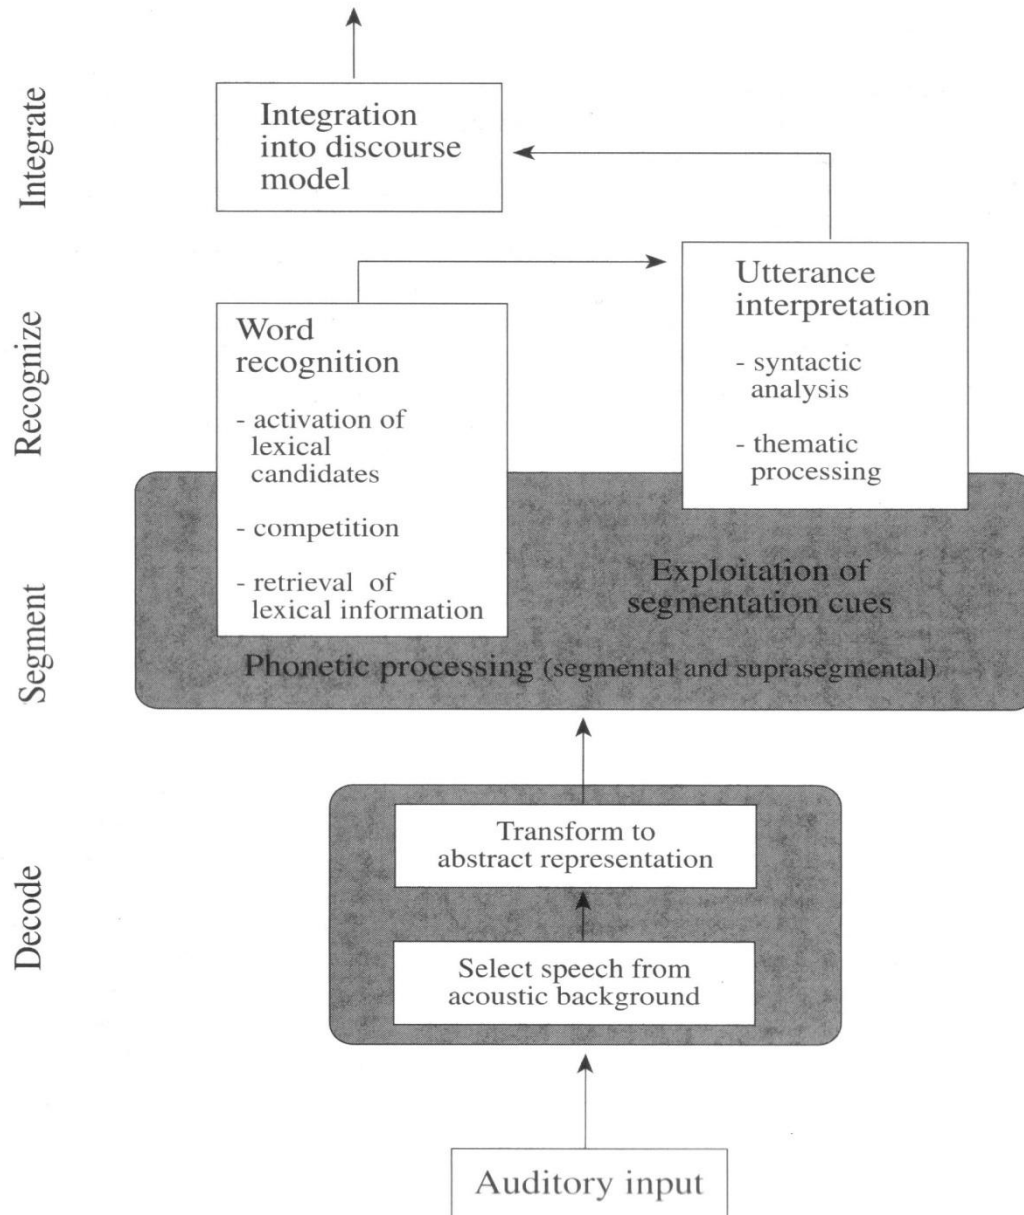 Integrate
Integration
into discourse
model
Recognize
Word
recognition
- activation of
lexical
candidates
- competition
- retrieval of
lexical information
Utterance
interpretation
- syntactic
analysis
- thematic
processing
Segment
Exploitation of
segmentation cues
Phonetic processing (segmental and suprasegmental)
Decode
Transform to
abstract representation
Select speech from
acoustic background
Auditory input